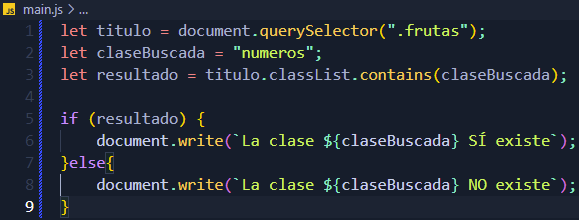 JS main.js > ...
1 let titulo = document.querySelector(".frutas");
2 let claseBuscada = "numeros";
3 let resultado = titulo.classList.contains(claseBuscada);
4
5 if (resultado) {
6     document.write(`La clase ${claseBuscada} SÍ existe`);
7 }else{
8     document.write(`La clase ${claseBuscada} NO existe`);
9 }